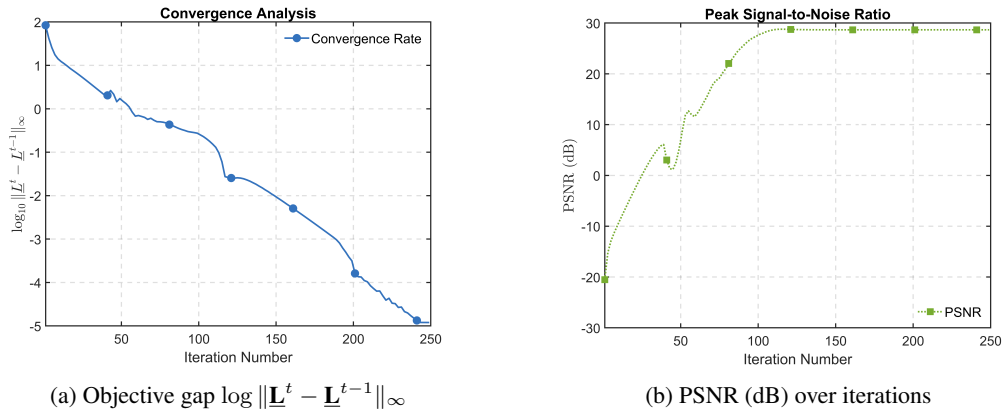 Convergence Analysis
Convergence Rate
log₁₀ ‖L̲ᵗ − L̲ᵗ⁻¹‖∞
2
1
0
-1
-2
-3
-4
-5
50
100
150
200
250
Iteration Number
(a) Objective gap log ‖L̲ᵗ − L̲ᵗ⁻¹‖∞
Peak Signal-to-Noise Ratio
PSNR (dB)
30
20
10
0
-10
-20
-30
PSNR
50
100
150
200
250
Iteration Number
(b) PSNR (dB) over iterations